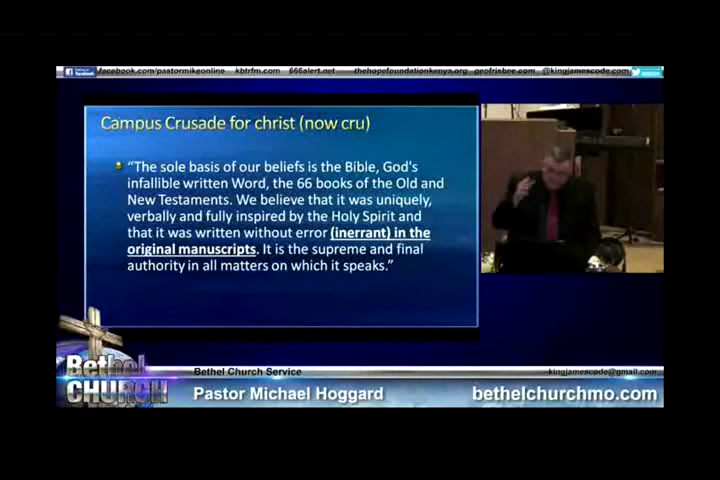 facebook.com/pastormikeonline kbtrfm.com 666alert.net thehopefoundationkenya.org geofrisbee.com @kingjamescode.com
Campus Crusade for christ (now cru)
“The sole basis of our beliefs is the Bible, God's
infallible written Word, the 66 books of the Old and
New Testaments. We believe that it was uniquely,
verbally and fully inspired by the Holy Spirit and
that it was written without error (inerrant) in the
original manuscripts. It is the supreme and final
authority in all matters on which it speaks.”
Bethel
CHURCH
Bethel Church Service
kingjamescode@gmail.com
Pastor Michael Hoggard
bethelchurchmo.com